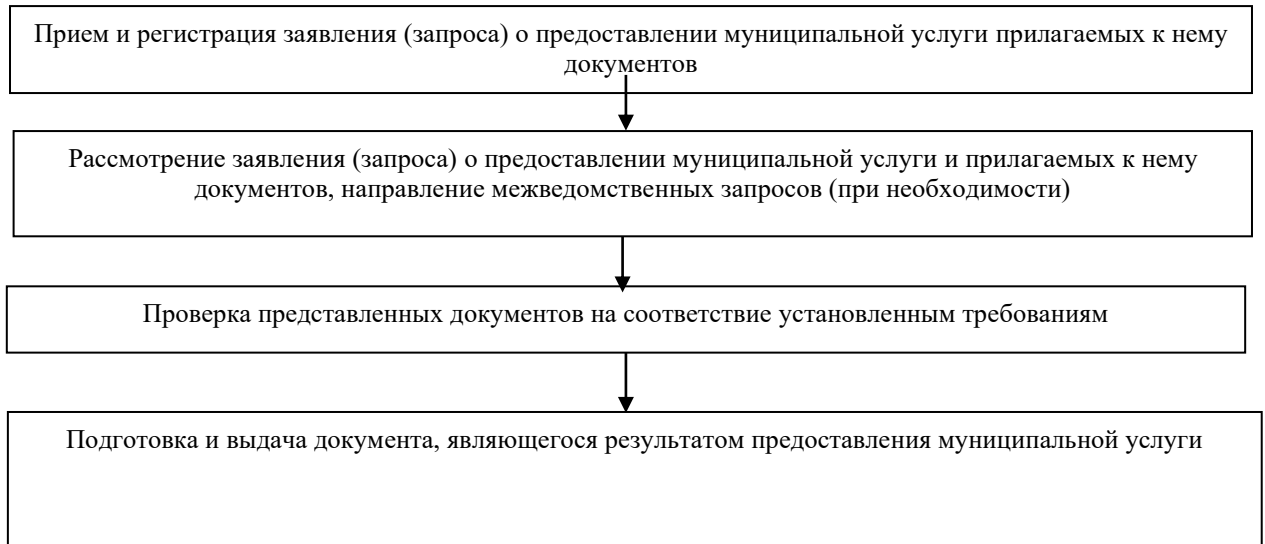 Прием и регистрация заявления (запроса) о предоставлении муниципальной услуги прилагаемых к нему
документов
Рассмотрение заявления (запроса) о предоставлении муниципальной услуги и прилагаемых к нему
документов, направление межведомственных запросов (при необходимости)
Проверка представленных документов на соответствие установленным требованиям
Подготовка и выдача документа, являющегося результатом предоставления муниципальной услуги